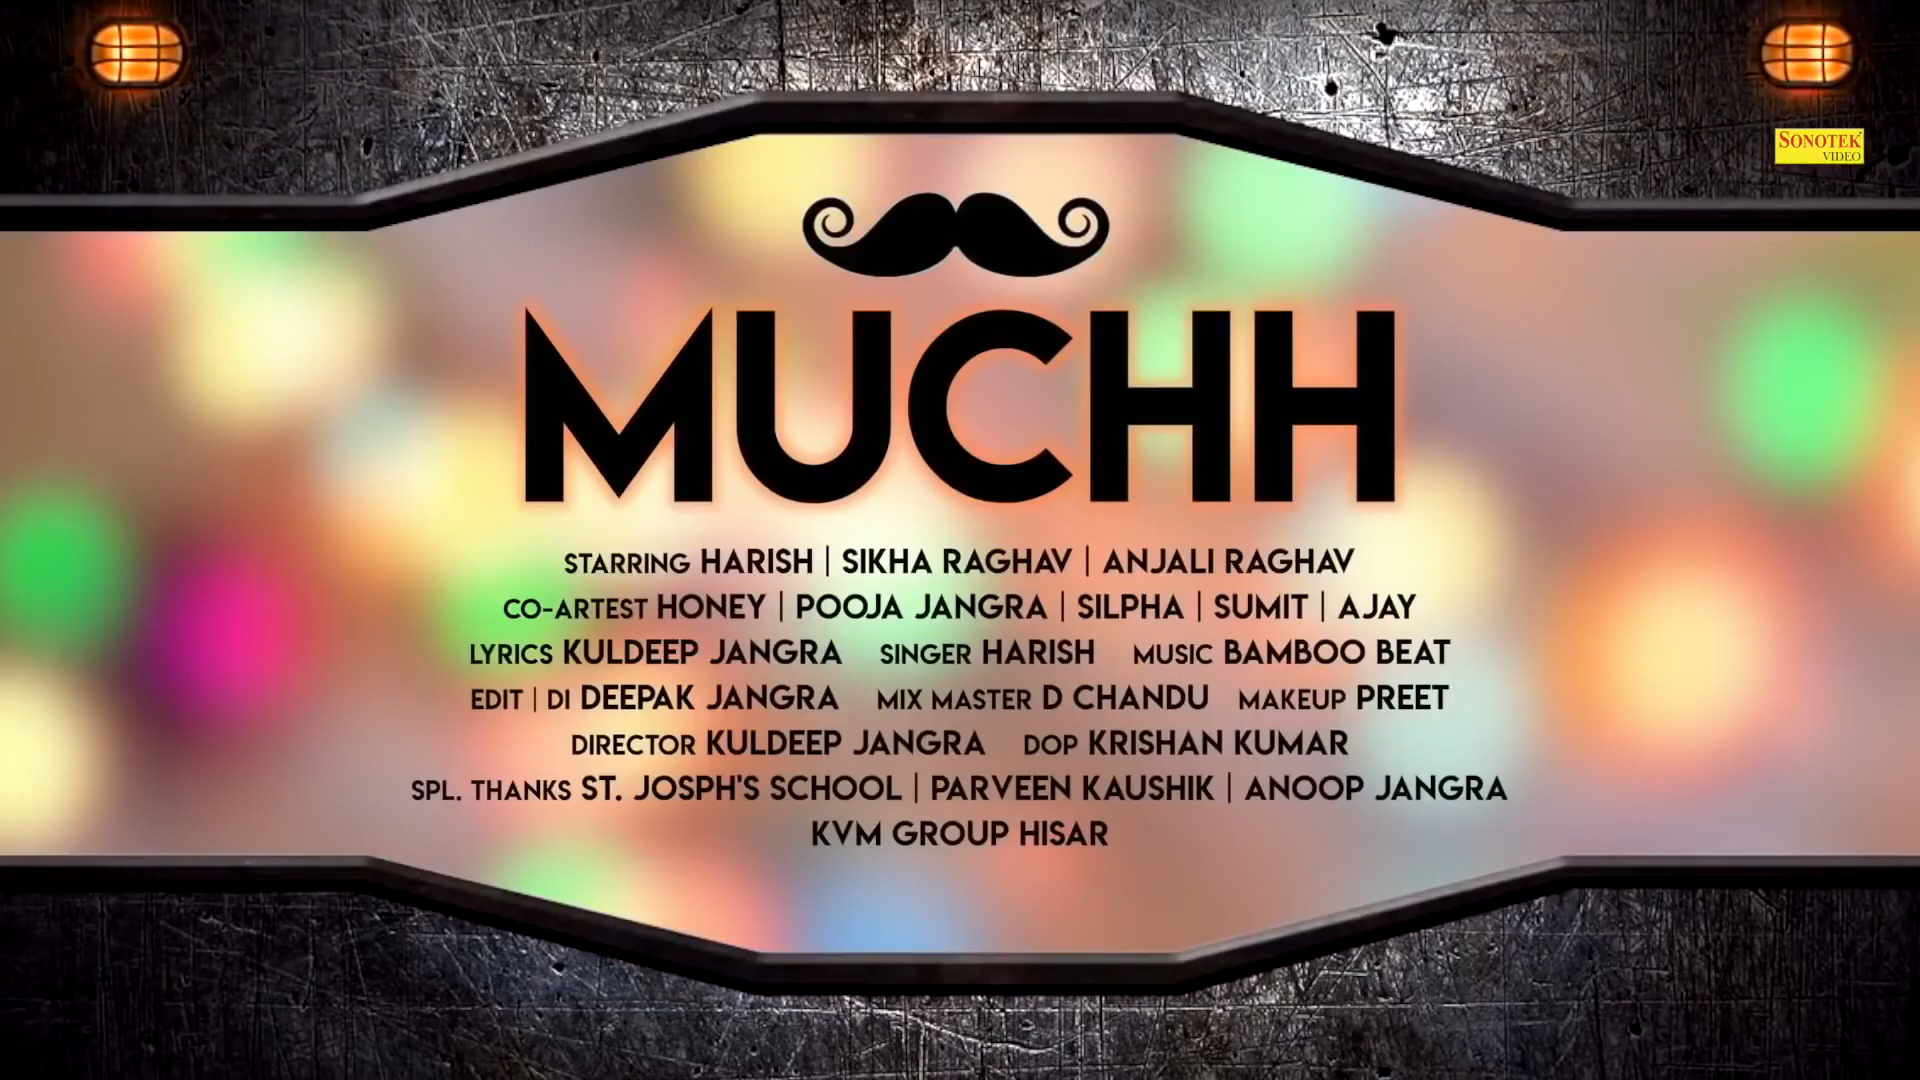 SONOTEK
VIDEO
MUCHH
STARRING HARISH | SIKHA RAGHAV | ANJALI RAGHAV
CO-ARTEST HONEY | POOJA JANGRA | SILPHA | SUMIT | AJAY
LYRICS KULDEEP JANGRA SINGER HARISH MUSIC BAMBOO BEAT
EDIT | DI DEEPAK JANGRA MIX MASTER D CHANDU MAKEUP PREET
DIRECTOR KULDEEP JANGRA DOP KRISHAN KUMAR
SPL. THANKS ST. JOSPH'S SCHOOL | PARVEEN KAUSHIK | ANOOP JANGRA
KVM GROUP HISAR